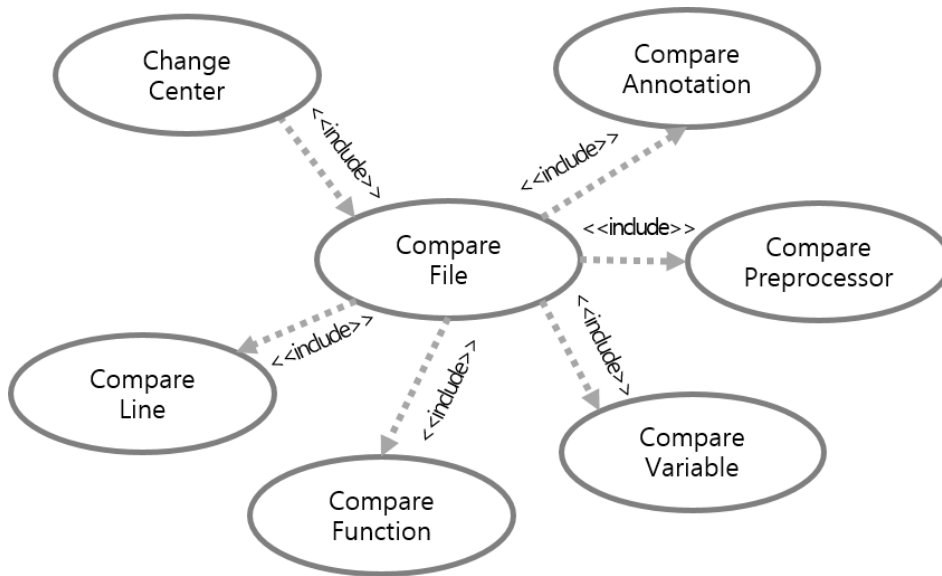 Change
Center
<<include>>
Compare
Annotation
<<include>>
Compare
File
<<include>>
Compare
Preprocessor
<<include>>
Compare
Line
<<include>>
Compare
Function
<<include>>
Compare
Variable